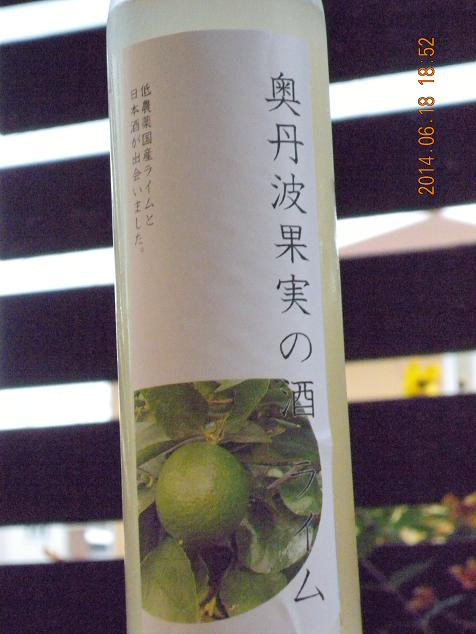 奥丹波果実の酒 ライム
低農薬国産ライムと
日本酒が出会いました。
2014.06.18 18:52